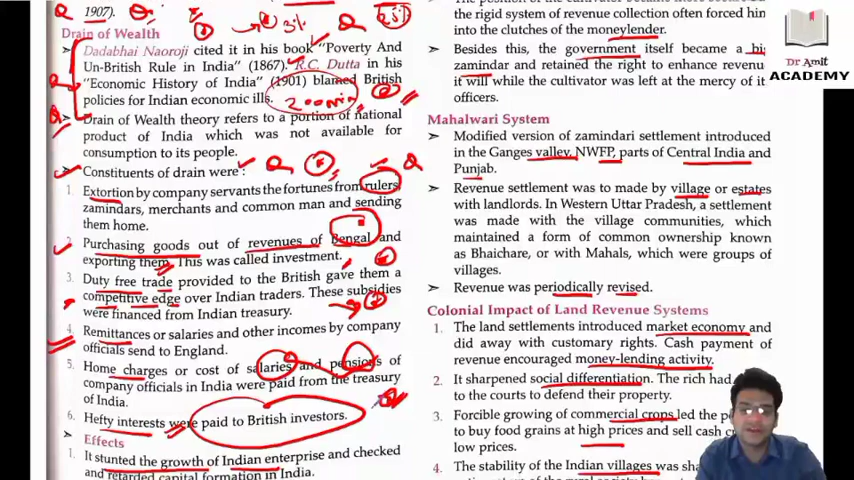 1907).
Drain of Wealth
Dadabhai Naoroji cited it in his book "Poverty And
Un-British Rule in India" (1867). R.C. Dutta in his
"Economic History of India" (1901) blamed British
policies for Indian economic ills.
Drain of Wealth theory refers to a portion of national
product of India which was not available for
consumption to its people.
Constituents of drain were :
1. Extortion by company servants the fortunes from rulers,
zamindars, merchants and common man and sending
them home.
2. Purchasing goods out of revenues of Bengal and
exporting them. This was called investment.
3. Duty free trade provided to the British gave them a
competitive edge over Indian traders. These subsidies
were financed from Indian treasury.
4. Remittances or salaries and other incomes by company
officials send to England.
5. Home charges or cost of salaries and pensions of
company officials in India were paid from the treasury
of India.
6. Hefty interests were paid to British investors.
Effects
1. It stunted the growth of Indian enterprise and checked
and retarded capital formation in India.
the rigid system of revenue collection often forced him
into the clutches of the moneylender.
Besides this, the government itself became a bi
zamindar and retained the right to enhance revenu
it will while the cultivator was left at the mercy of it
officers.
Mahalwari System
Modified version of zamindari settlement introduced
in the Ganges valley, NWFP, parts of Central India and
Punjab.
Revenue settlement was to made by village or estates
with landlords. In Western Uttar Pradesh, a settlement
was made with the village communities, which
maintained a form of common ownership known
as Bhaichare, or with Mahals, which were groups of
villages.
Revenue was periodically revised.
Colonial Impact of Land Revenue Systems
1. The land settlements introduced market economy and
did away with customary rights. Cash payment of
revenue encouraged money-lending activity.
2. It sharpened social differentiation. The rich had
to the courts to defend their property.
3. Forcible growing of commercial crops led the p
to buy food grains at high prices and sell cash c
low prices.
4. The stability of the Indian villages was sha
Dr Amit
ACADEMY